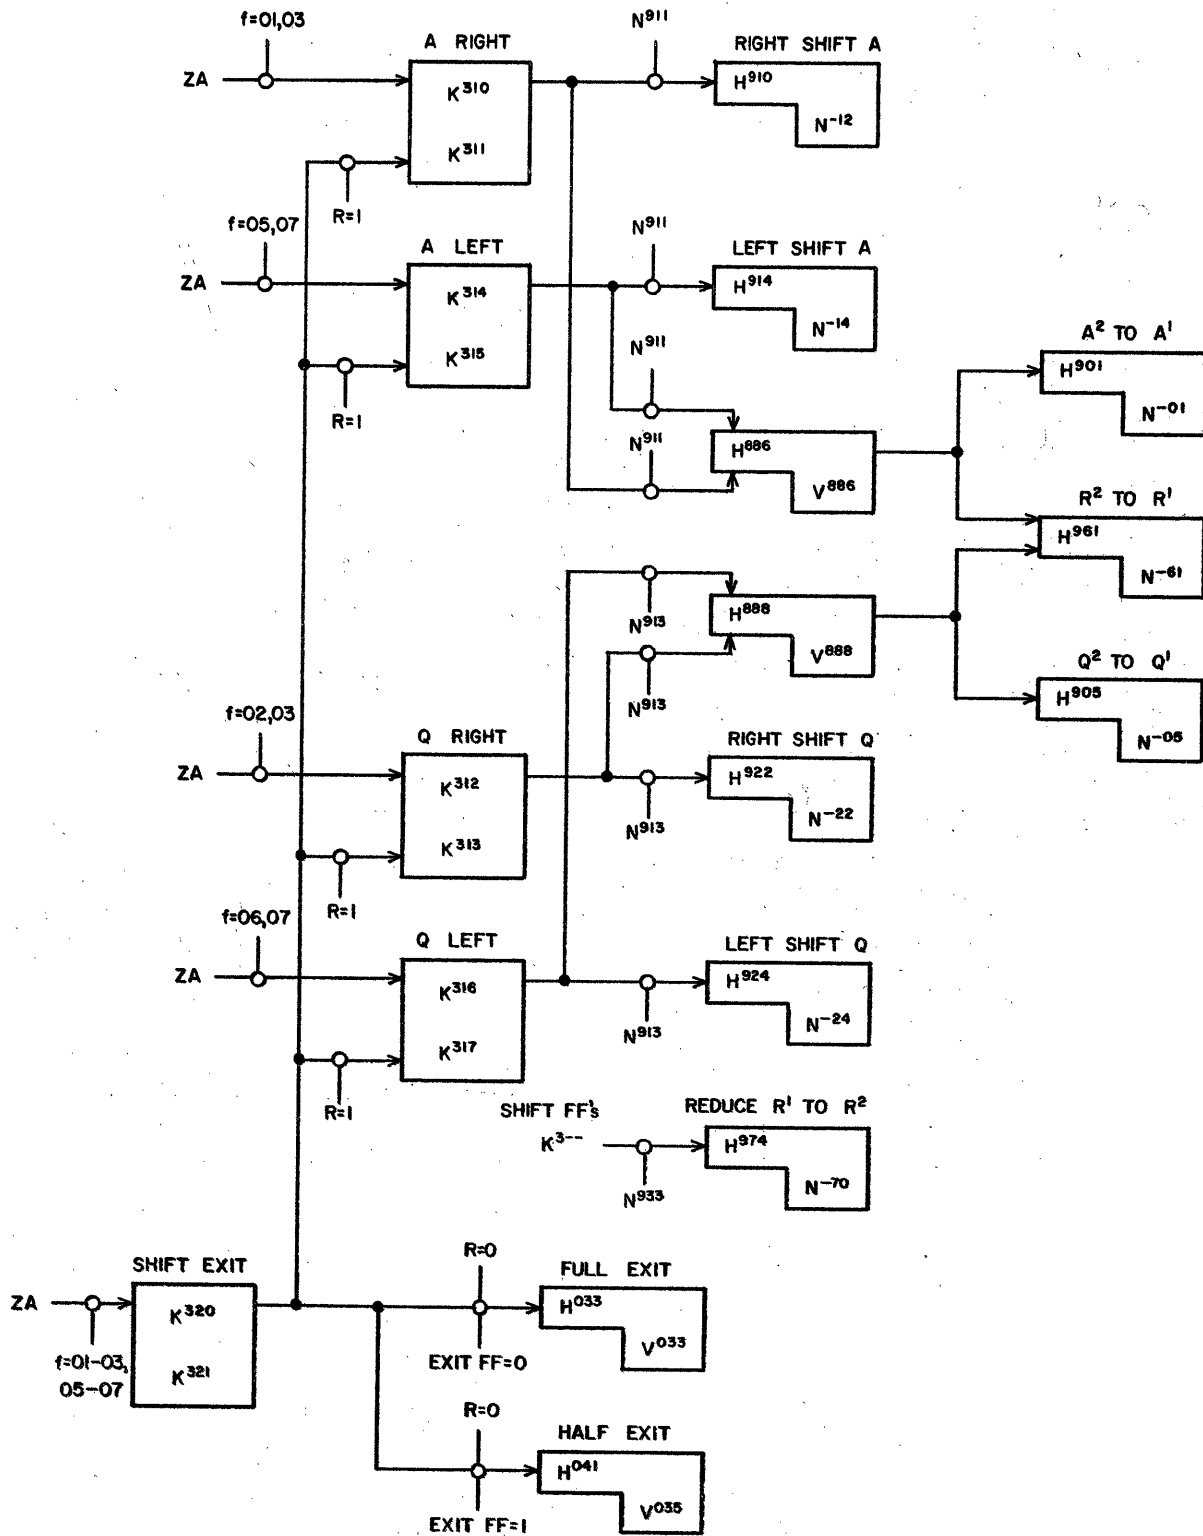 f=01,03
ZA
A RIGHT
K310
K311
R=1
N911
RIGHT SHIFT A
H910
N-12
f=05,07
ZA
A LEFT
K314
K315
R=1
N911
LEFT SHIFT A
H914
N-14
N911
N911
H886
V886
A2 TO A1
H901
N-01
R2 TO R1
H961
N-61
N913
H888
V888
N913
Q2 TO Q1
H905
N-05
f=02,03
ZA
Q RIGHT
K312
K313
R=1
RIGHT SHIFT Q
H922
N-22
N913
f=06,07
ZA
Q LEFT
K316
K317
R=1
LEFT SHIFT Q
H924
N-24
N913
SHIFT FF's
K3--
REDUCE R1 TO R2
H974
N-70
N933
SHIFT EXIT
ZA
K320
K321
f=01-03,
05-07
R=0
FULL EXIT
H033
V033
EXIT FF=0
R=0
HALF EXIT
H041
V035
EXIT FF=1